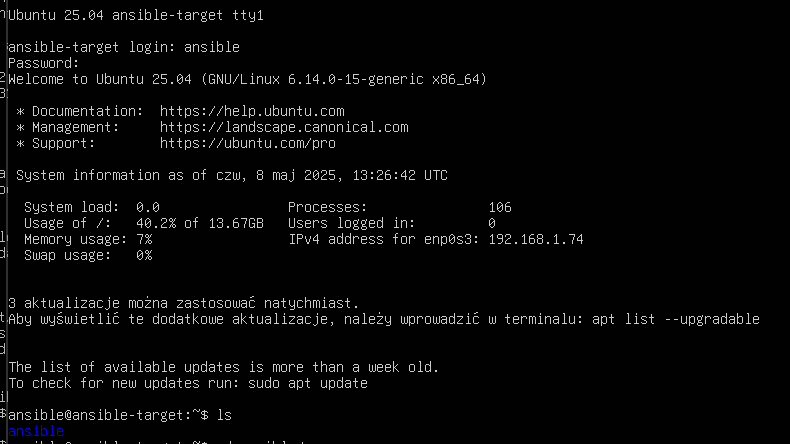 Ubuntu 25.04 ansible-target tty1
ansible-target login: ansible
Password:
Welcome to Ubuntu 25.04 (GNU/Linux 6.14.0-15-generic x86_64)
* Documentation:  https://help.ubuntu.com
* Management:     https://landscape.canonical.com
* Support:        https://ubuntu.com/pro
System information as of czw, 8 maj 2025, 13:26:42 UTC
System load:  0.0                Processes:               106
Usage of /:   40.2% of 13.67GB   Users logged in:         0
Memory usage: 7%                 IPv4 address for enp0s3: 192.168.1.74
Swap usage:   0%
3 aktualizacje można zastosować natychmiast.
Aby wyświetlić te dodatkowe aktualizacje, należy wprowadzić w terminalu: apt list --upgradable
The list of available updates is more than a week old.
To check for new updates run: sudo apt update
ansible@ansible-target:~$ ls
ansible